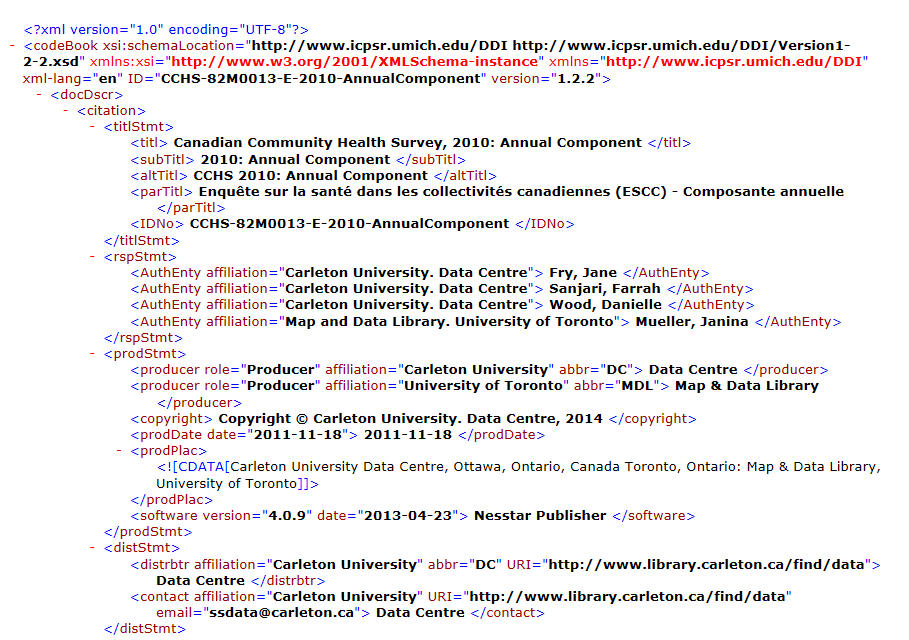 <?xml version="1.0" encoding="UTF-8"?>
- <codeBook xsi:schemaLocation="http://www.icpsr.umich.edu/DDI http://www.icpsr.umich.edu/DDI/Version1-
2-2.xsd" xmlns:xsi="http://www.w3.org/2001/XMLSchema-instance" xmlns="http://www.icpsr.umich.edu/DDI"
xml-lang="en" ID="CCHS-82M0013-E-2010-AnnualComponent" version="1.2.2">
- <docDscr>
- <citation>
- <titlStmt>
<titl> Canadian Community Health Survey, 2010: Annual Component </titl>
<subTitl> 2010: Annual Component </subTitl>
<altTitl> CCHS 2010: Annual Component </altTitl>
<parTitl> Enquête sur la santé dans les collectivités canadiennes (ESCC) - Composante annuelle
</parTitl>
<IDNo> CCHS-82M0013-E-2010-AnnualComponent </IDNo>
</titlStmt>
- <rspStmt>
<AuthEnty affiliation="Carleton University. Data Centre"> Fry, Jane </AuthEnty>
<AuthEnty affiliation="Carleton University. Data Centre"> Sanjari, Farrah </AuthEnty>
<AuthEnty affiliation="Carleton University. Data Centre"> Wood, Danielle </AuthEnty>
<AuthEnty affiliation="Map and Data Library. University of Toronto"> Mueller, Janina </AuthEnty>
</rspStmt>
- <prodStmt>
<producer role="Producer" affiliation="Carleton University" abbr="DC"> Data Centre </producer>
<producer role="Producer" affiliation="University of Toronto" abbr="MDL"> Map & Data Library
</producer>
<copyright> Copyright © Carleton University. Data Centre, 2014 </copyright>
<prodDate date="2011-11-18"> 2011-11-18 </prodDate>
- <prodPlac>
<![CDATA[Carleton University Data Centre, Ottawa, Ontario, Canada Toronto, Ontario: Map & Data Library,
University of Toronto]]>
</prodPlac>
<software version="4.0.9" date="2013-04-23"> Nesstar Publisher </software>
</prodStmt>
- <distStmt>
<distrbtr affiliation="Carleton University" abbr="DC" URI="http://www.library.carleton.ca/find/data">
Data Centre </distrbtr>
<contact affiliation="Carleton University" URI="http://www.library.carleton.ca/find/data"
email="ssdata@carleton.ca"> Data Centre </contact>
</distStmt>